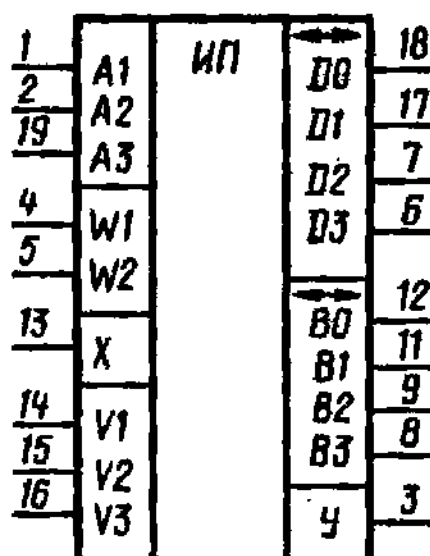 1 A1 ИП D0 18
2 A2 D1 17
19 A3 D2 7
4 W1 D3 6
5 W2 B0 12
13 X B1 11
14 V1 B2 9
15 V2 B3 8
16 V3 У 3